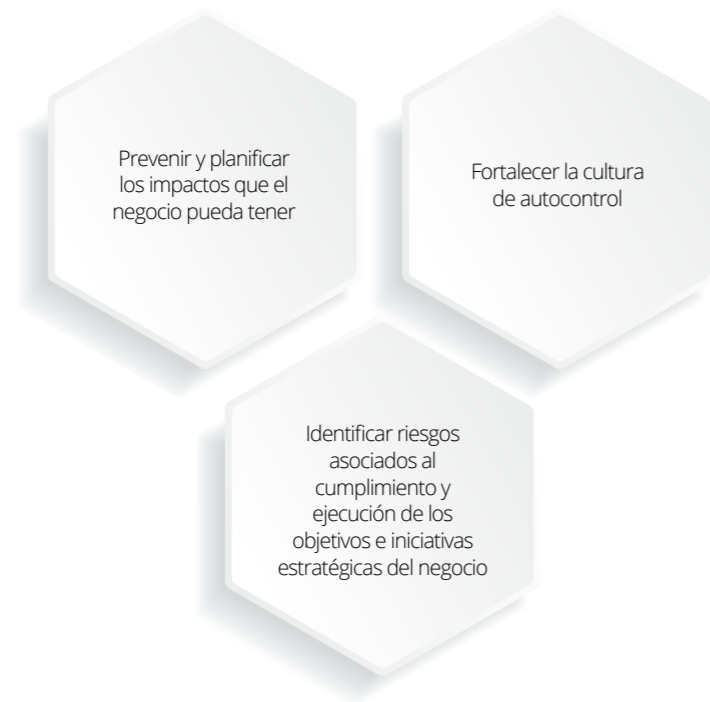 Prevenir y planificar
los impactos que el
negocio pueda tener
Fortalecer la cultura
de autocontrol
Identificar riesgos
asociados al
cumplimiento y
ejecución de los
objetivos e iniciativas
estratégicas del negocio